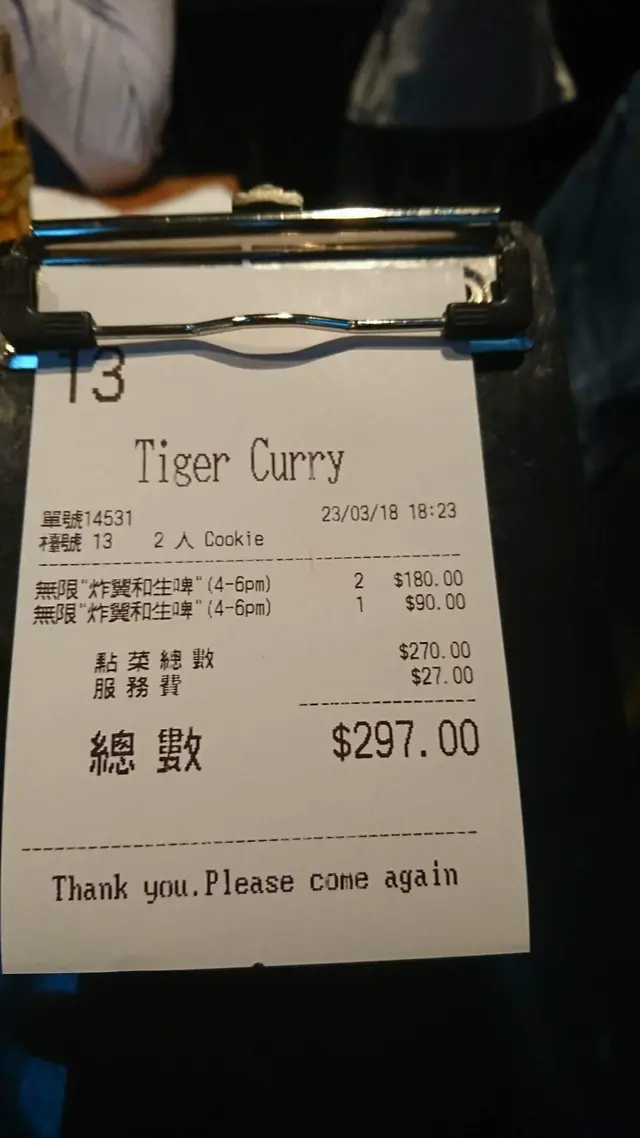 13
Tiger Curry
單號14531 23/03/18 18:23
檯號 13 2 人 Cookie
無限"炸翼和生啤"(4-6pm) 2 $180.00
無限"炸翼和生啤"(4-6pm) 1 $90.00
點菜總數 $270.00
服務費 $27.00
總數 $297.00
Thank you.Please come again